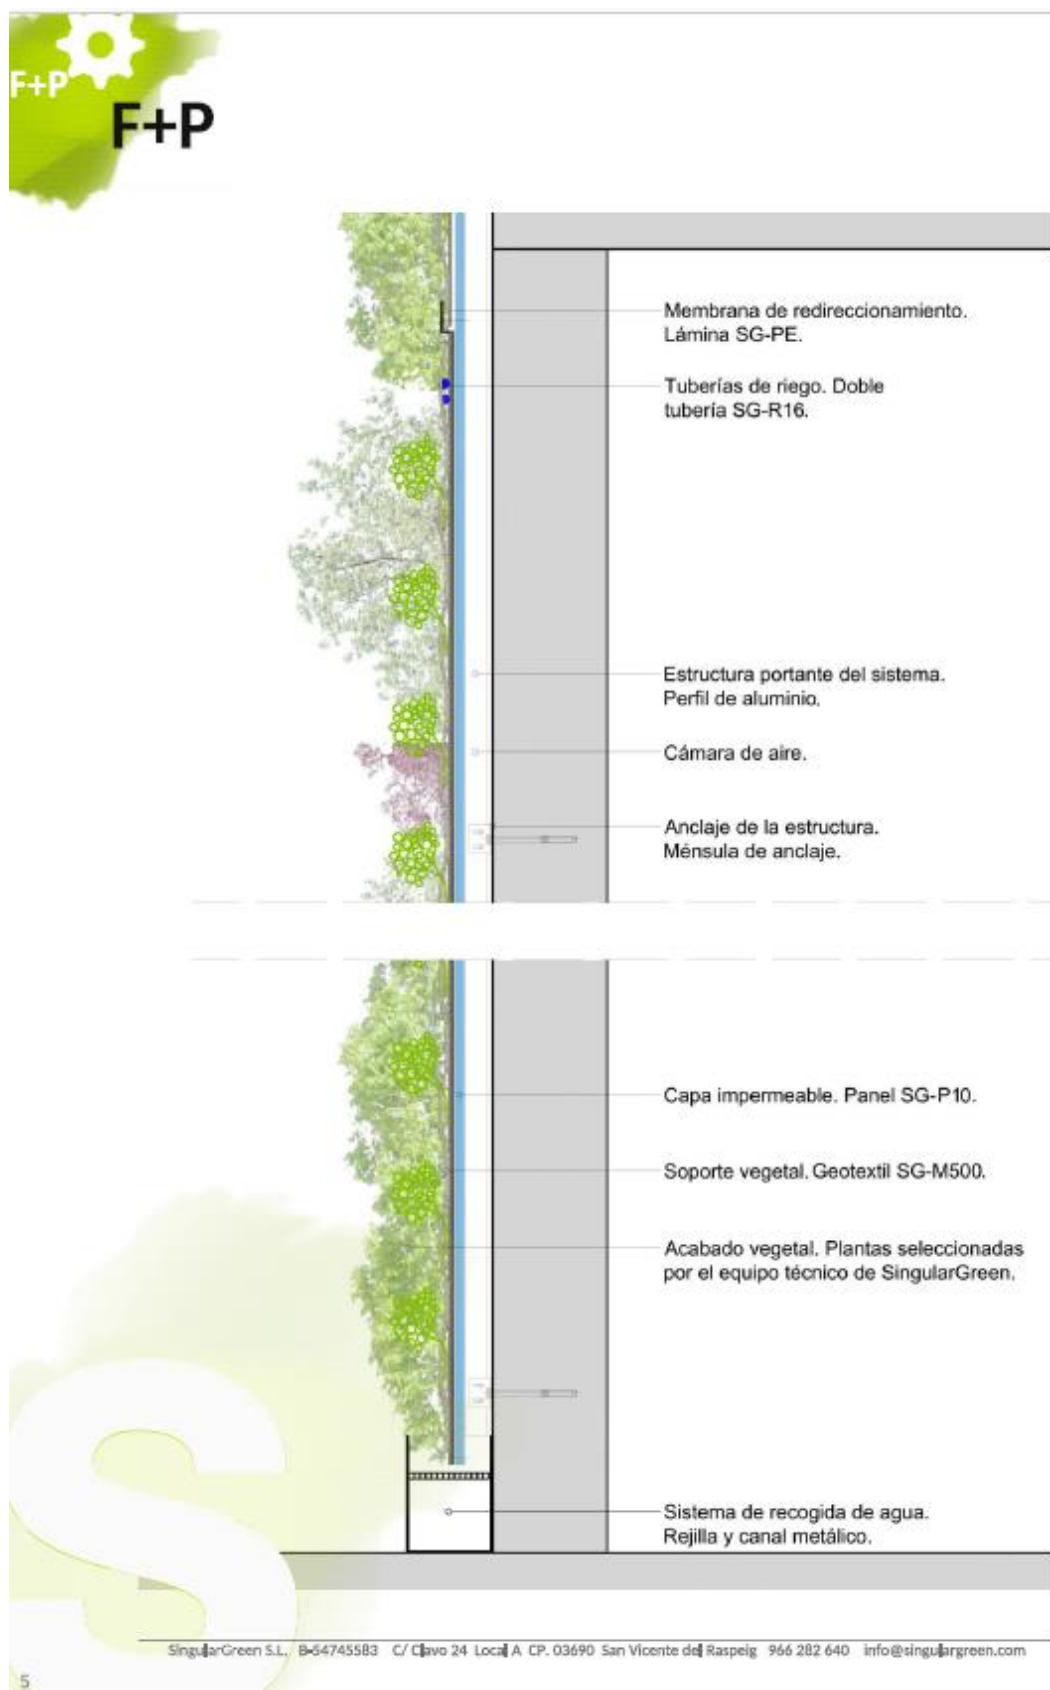 F+P
F+P
Membrana de redireccionamiento.
Lámina SG-PE.
Tuberías de riego. Doble
tubería SG-R16.
Estructura portante del sistema.
Perfil de aluminio.
Cámara de aire.
Anclaje de la estructura.
Ménsula de anclaje.
Capa impermeable. Panel SG-P10.
Soporte vegetal. Geotextil SG-M500.
Acabado vegetal. Plantas seleccionadas
por el equipo técnico de SingularGreen.
Sistema de recogida de agua.
Rejilla y canal metálico.
S
SingularGreen S.L. B-54745583 C/ Clavo 24 Local A CP. 03690 San Vicente del Raspeig 966 282 640 info@singulargreen.com
5